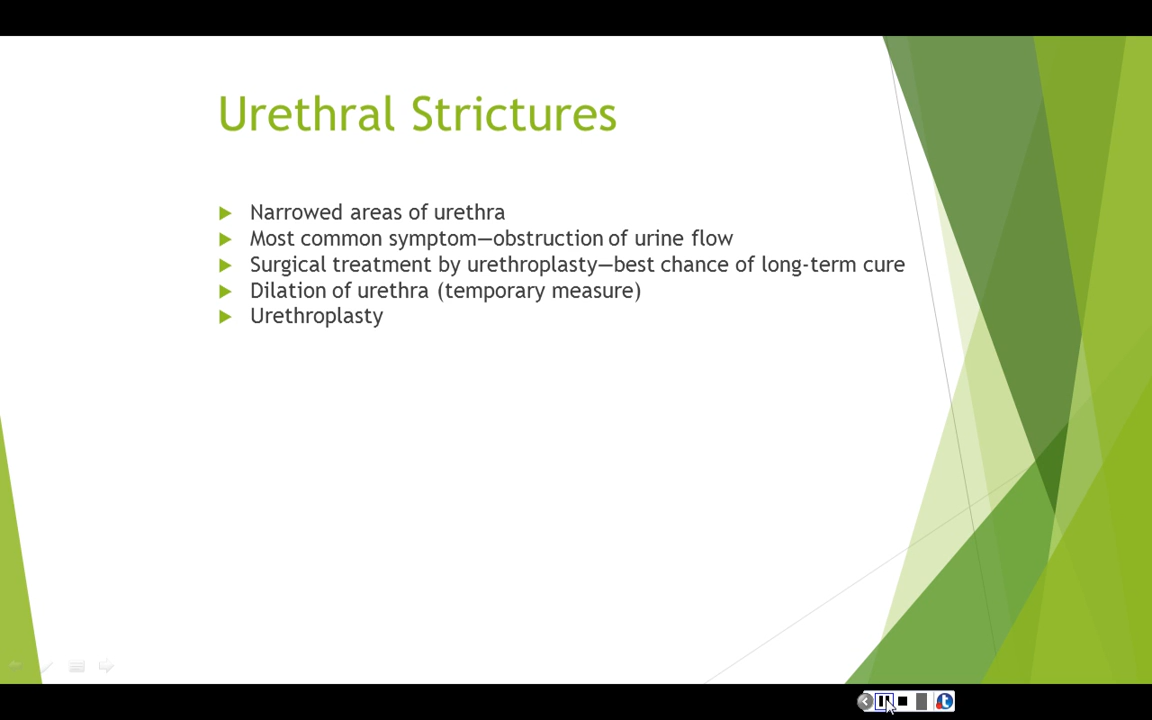 Urethral Strictures
Narrowed areas of urethra
Most common symptom—obstruction of urine flow
Surgical treatment by urethroplasty—best chance of long-term cure
Dilation of urethra (temporary measure)
Urethroplasty